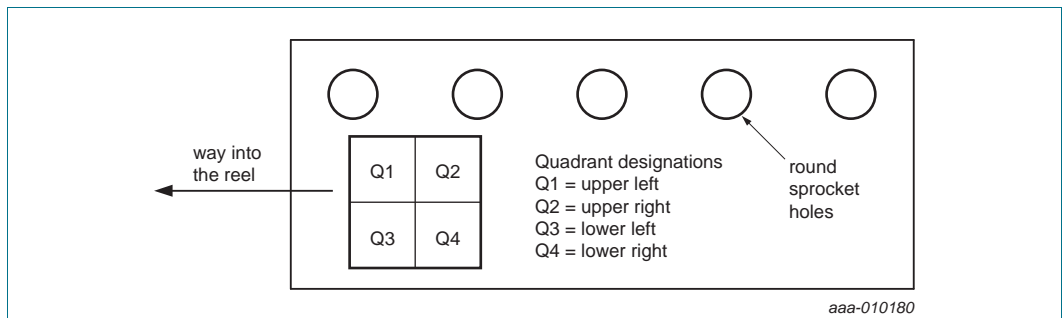 way into
the reel
Q1 Q2
Q3 Q4
Quadrant designations
Q1 = upper left
Q2 = upper right
Q3 = lower left
Q4 = lower right
round
sprocket
holes
aaa-010180